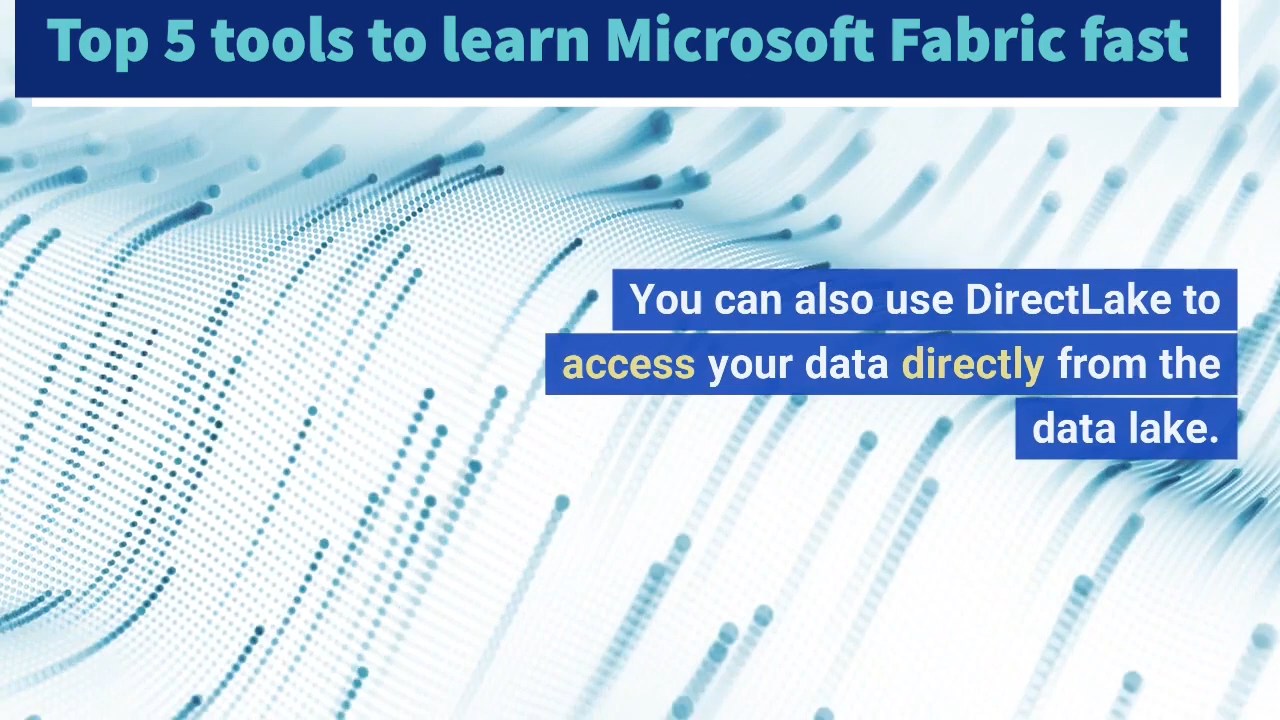 Top 5 tools to learn Microsoft Fabric fast
You can also use DirectLake to
access your data directly from the
data lake.